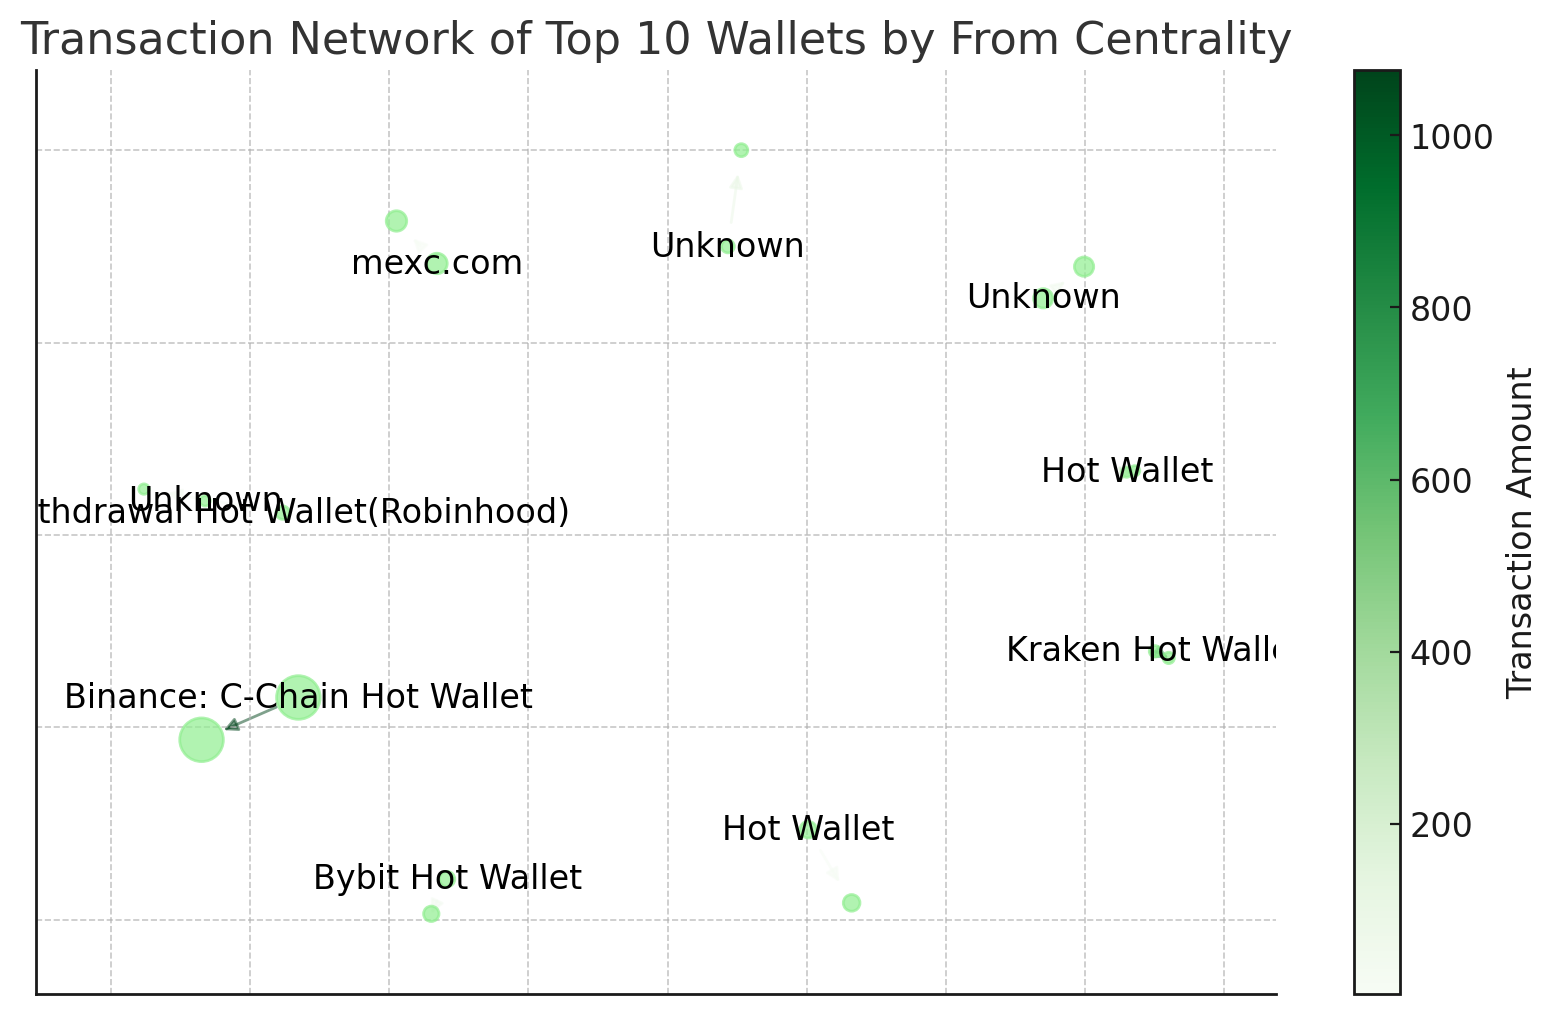 Transaction Network of Top 10 Wallets by From Centrality
Unknown
mexc.com
Unknown
Hot Wallet
Unknown
thdrawal Hot Wallet(Robinhood)
Kraken Hot Walle
Binance: C-Chain Hot Wallet
Hot Wallet
Bybit Hot Wallet
1000
800
600
400
200
Transaction Amount